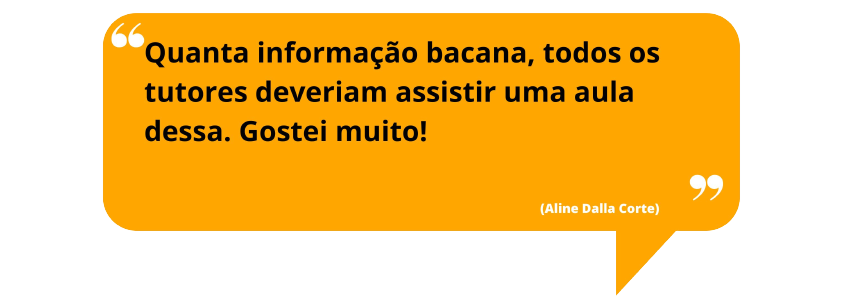 Quanta informação bacana, todos os
tutores deveriam assistir uma aula
dessa. Gostei muito!
(Aline Dalla Corte)